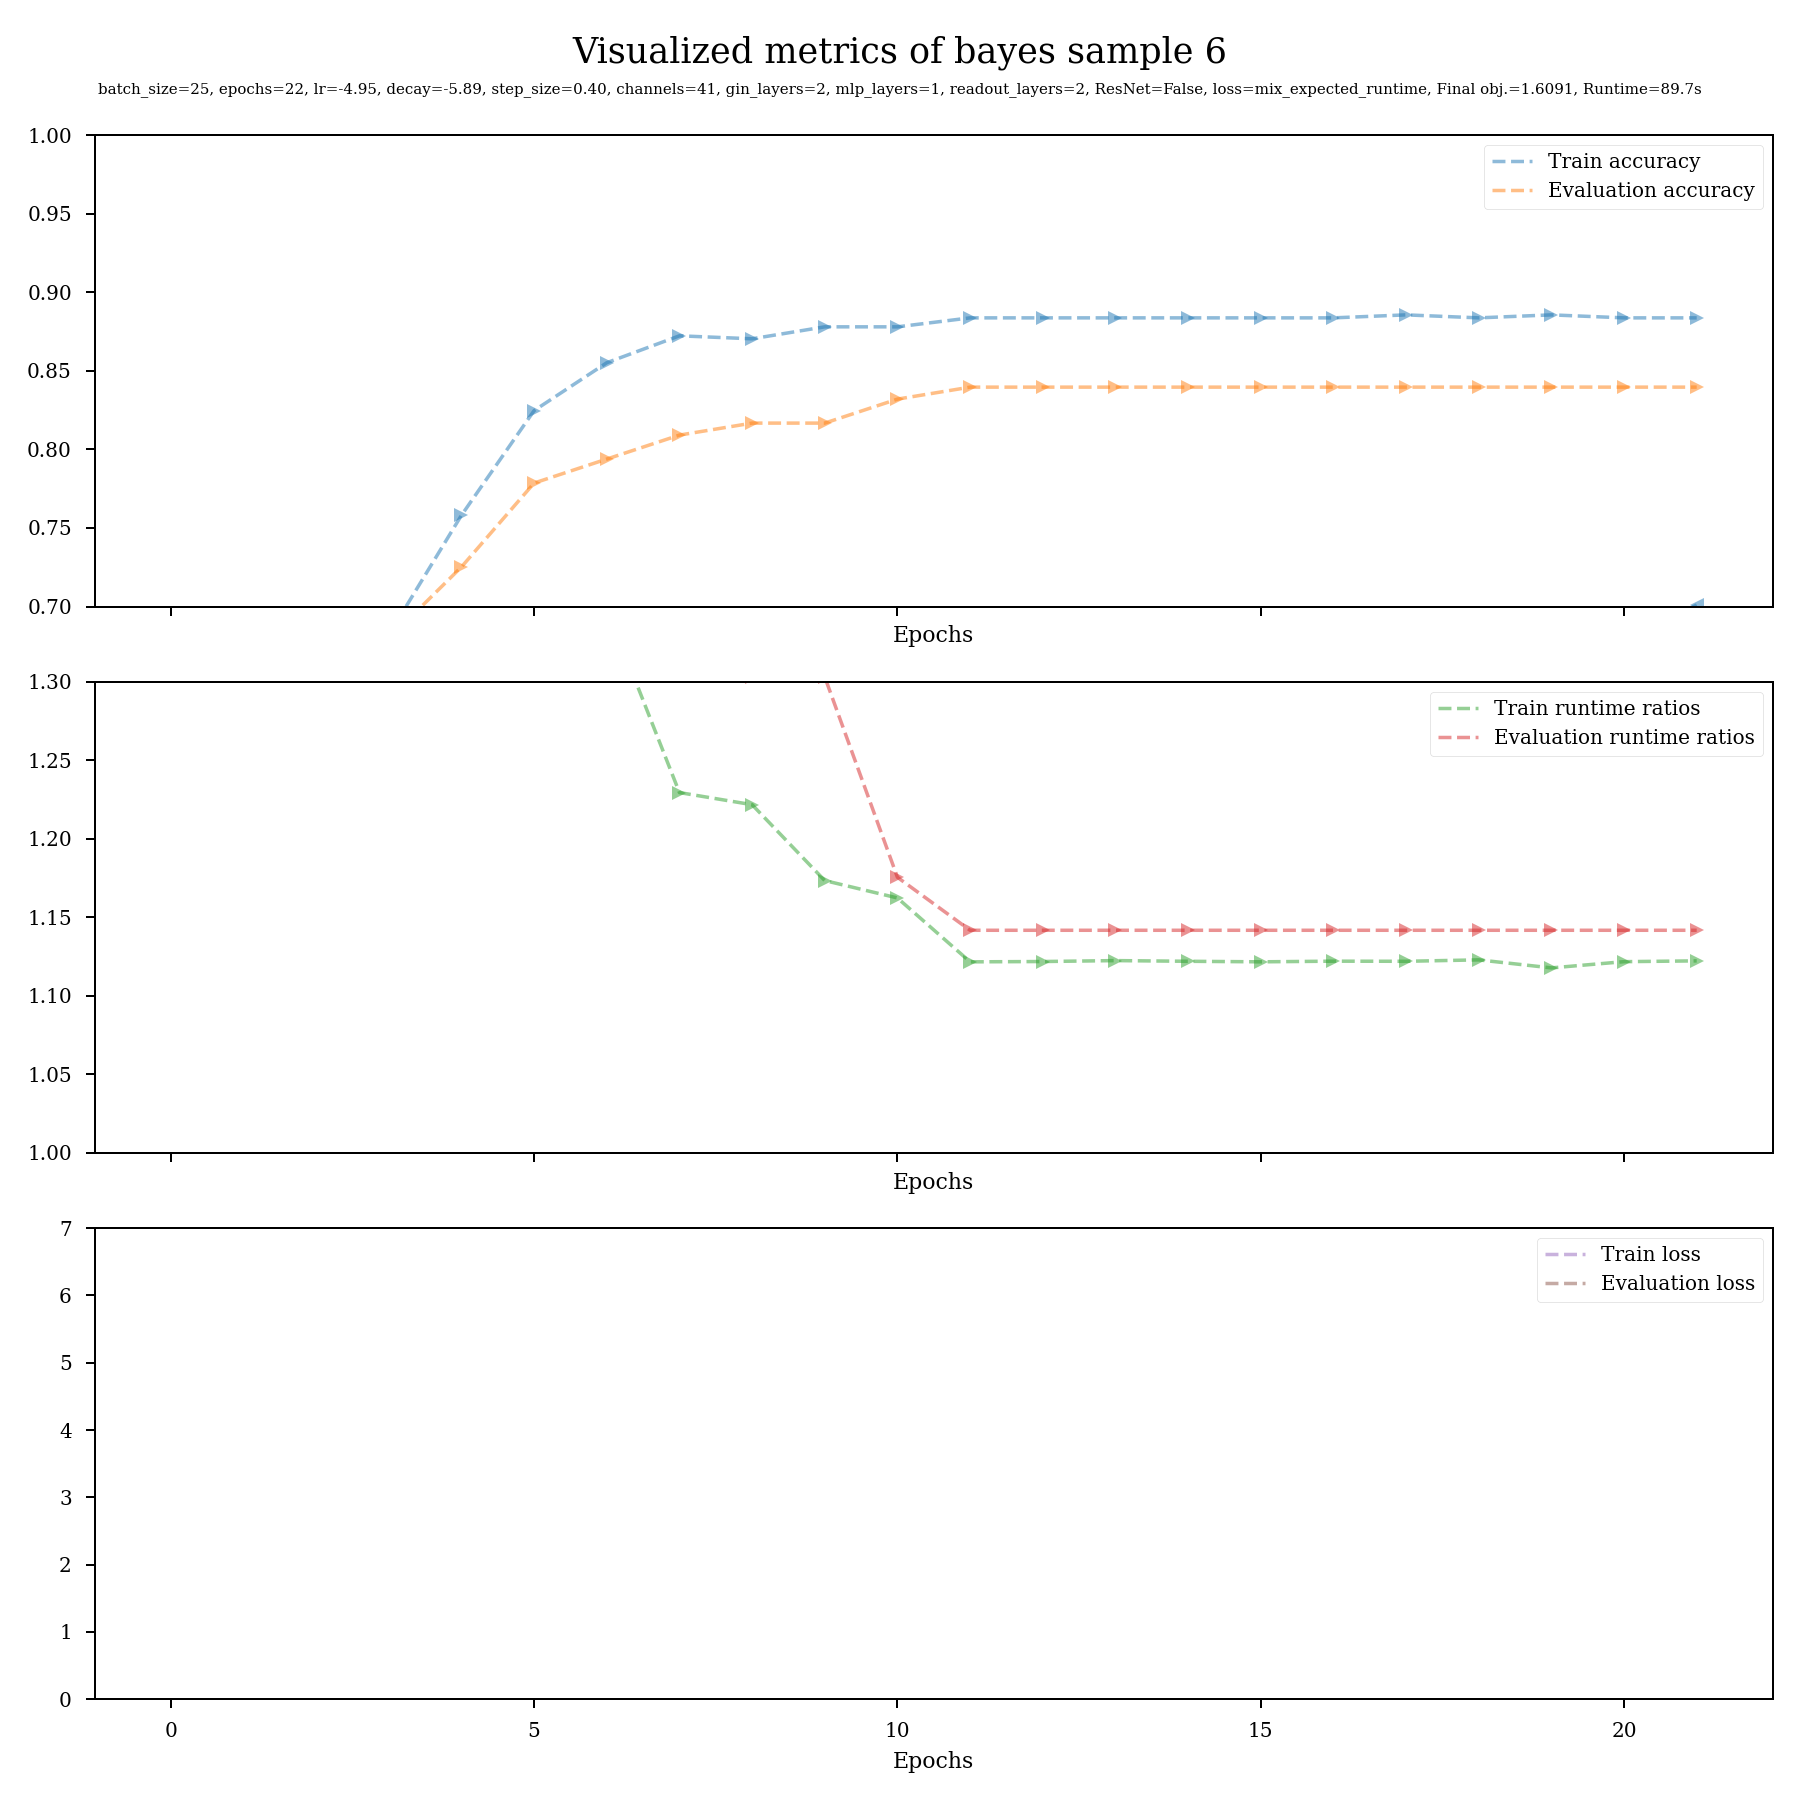 Visualized metrics of bayes sample 6
batch_size=25, epochs=22, lr=-4.95, decay=-5.89, step_size=0.40, channels=41, gin_layers=2, mlp_layers=1, readout_layers=2, ResNet=False, loss=mix_expected_runtime, Final obj.=1.6091, Runtime=89.7s
1.00
0.95
0.90
0.85
0.80
0.75
0.70
Train accuracy
Evaluation accuracy
Epochs
1.30
1.25
1.20
1.15
1.10
1.05
1.00
Train runtime ratios
Evaluation runtime ratios
Epochs
7
6
5
4
3
2
1
0
Train loss
Evaluation loss
0 5 10 15 20
Epochs